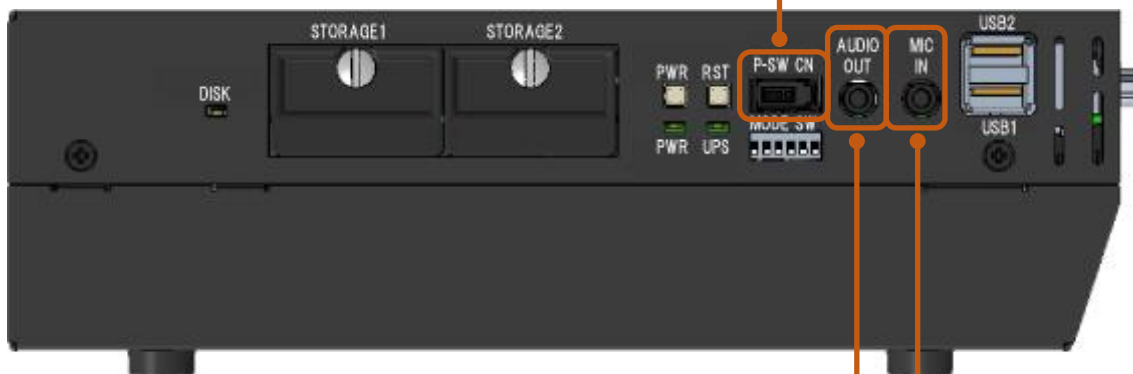 STORAGE1
STORAGE2
DISK
PWR
RST
P-SW CN
AUDIO
OUT
MIC
IN
USB2
MODE SW
PWR
UPS
USB1